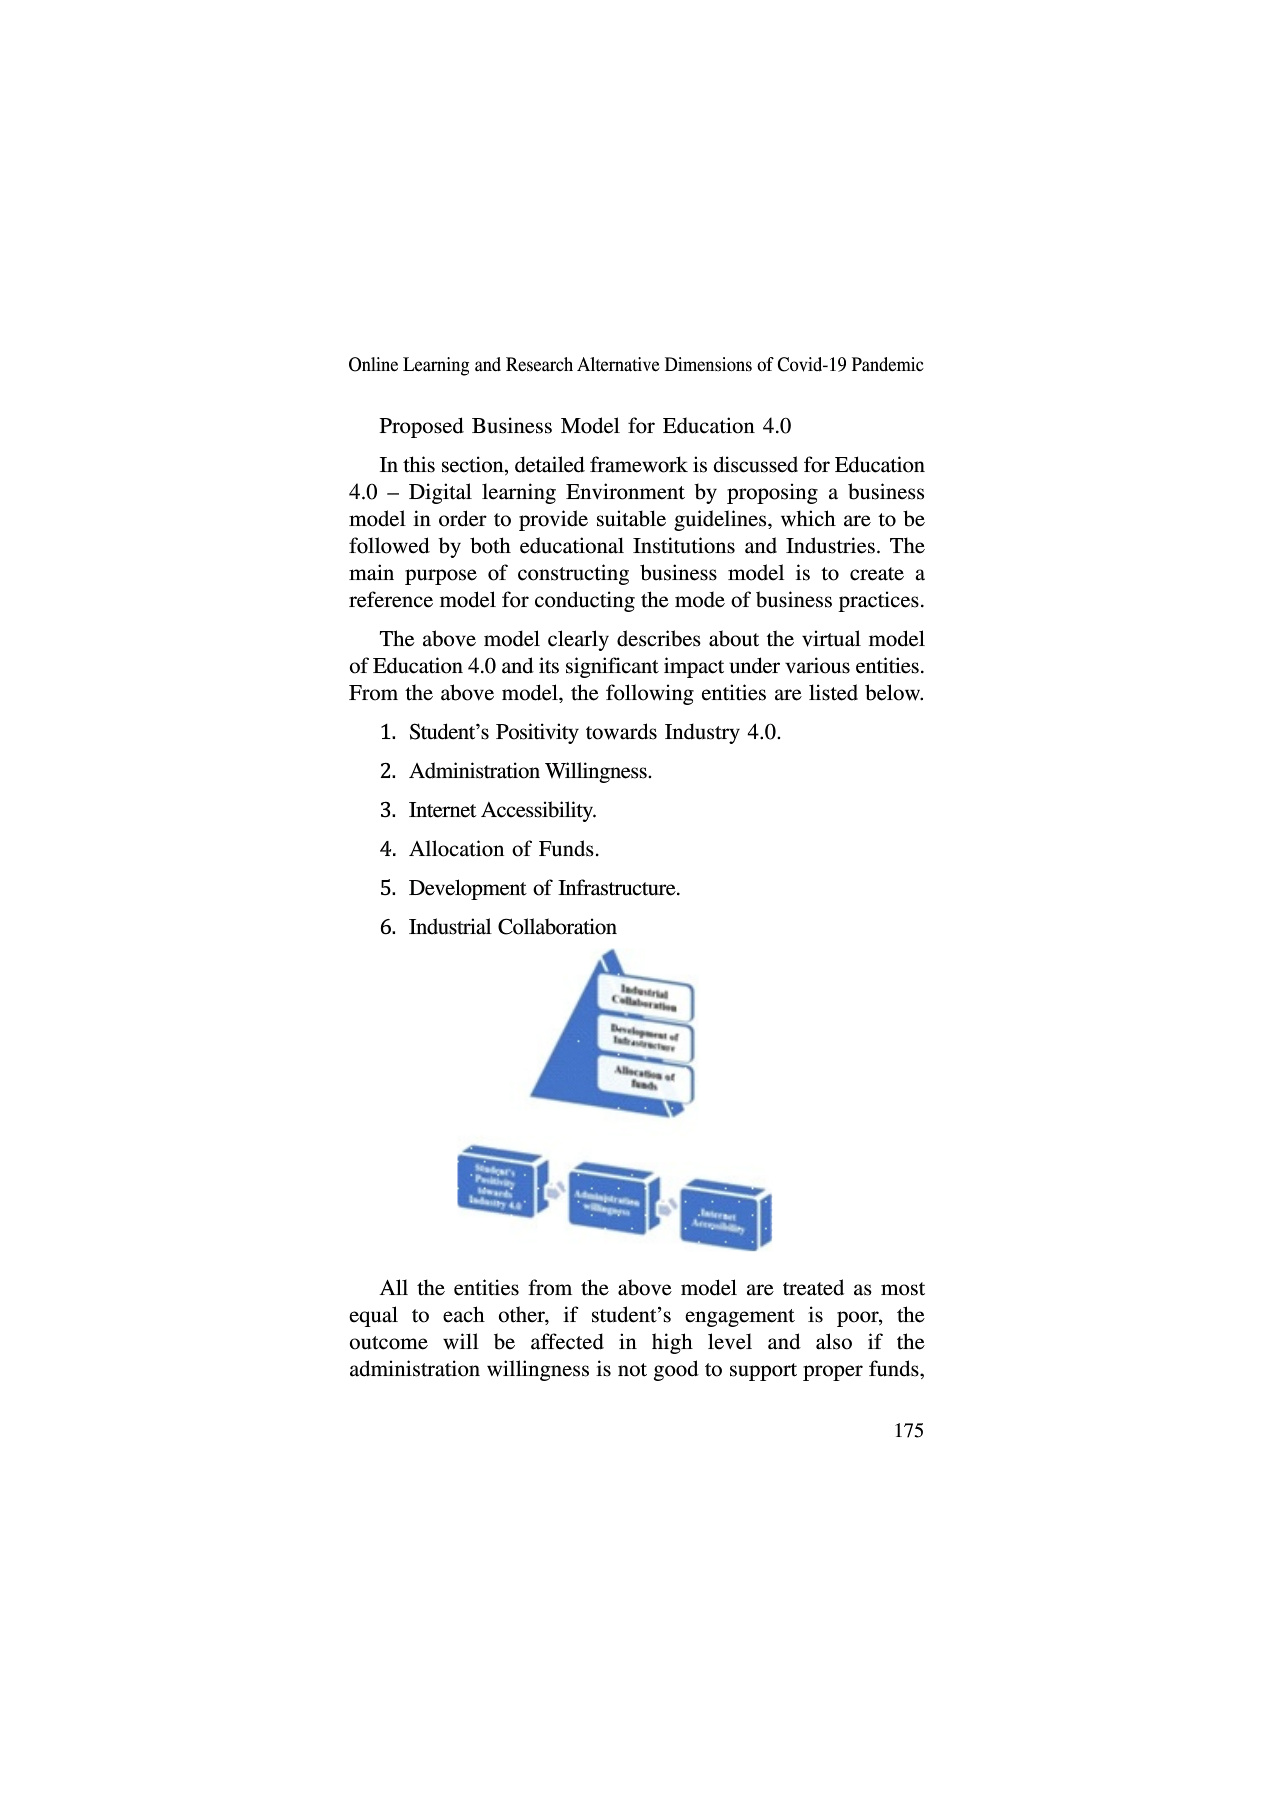 Online Learning and Research Alternative Dimensions of Covid-19 Pandemic
Proposed Business Model for Education 4.0
In this section, detailed framework is discussed for Education
4.0 – Digital learning Environment by proposing a business
model in order to provide suitable guidelines, which are to be
followed by both educational Institutions and Industries. The
main purpose of constructing business model is to create a
reference model for conducting the mode of business practices.
The above model clearly describes about the virtual model
of Education 4.0 and its significant impact under various entities.
From the above model, the following entities are listed below.
1. Student’s Positivity towards Industry 4.0.
2. Administration Willingness.
3. Internet Accessibility.
4. Allocation of Funds.
5. Development of Infrastructure.
6. Industrial Collaboration
Industrial
Collaboration
Development of
Infrastructure
Allocation of
funds
Student's
Positivity
towards
Industry 4.0
Administration
willingness
Internet
Accessibility
All the entities from the above model are treated as most
equal to each other, if student’s engagement is poor, the
outcome will be affected in high level and also if the
administration willingness is not good to support proper funds,
175